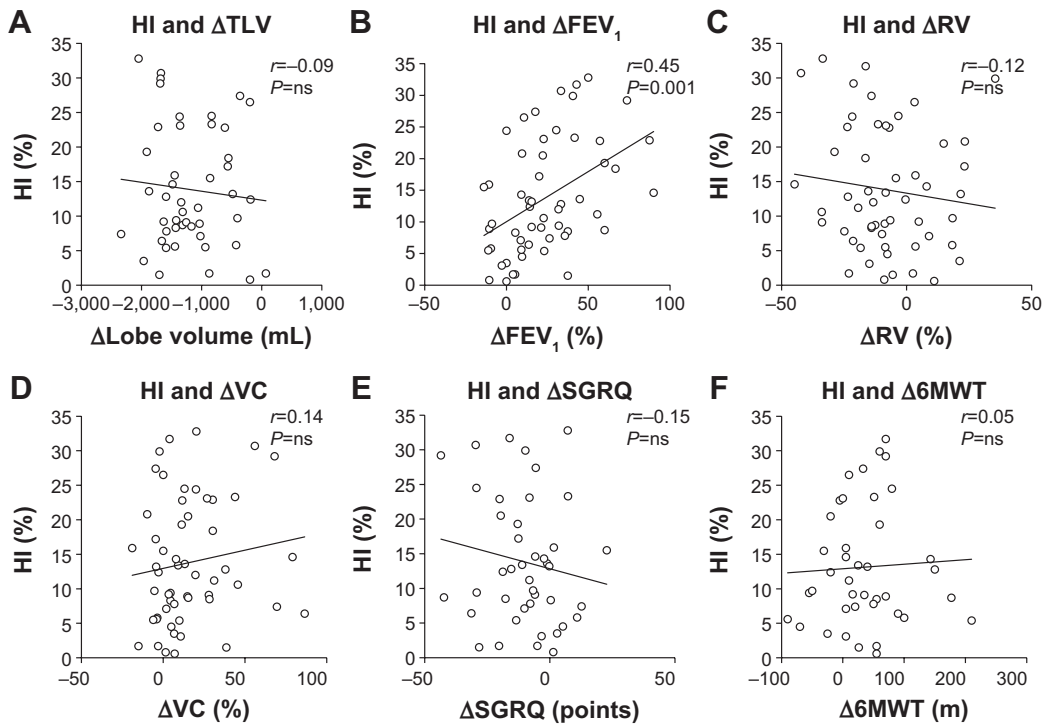 A HI and ΔTLV
r=–0.09
P=ns
35
30
25
20
15
10
5
0
HI (%)
–3,000 –2,000 –1,000 0 1,000
ΔLobe volume (mL)
B HI and ΔFEV₁
r=0.45
P=0.001
35
30
25
20
15
10
5
0
HI (%)
–50 0 50 100
ΔFEV₁ (%)
C HI and ΔRV
r=–0.12
P=ns
35
30
25
20
15
10
5
0
HI (%)
–50 0 50
ΔRV (%)
D HI and ΔVC
r=0.14
P=ns
35
30
25
20
15
10
5
0
HI (%)
–50 0 50 100
ΔVC (%)
E HI and ΔSGRQ
r=–0.15
P=ns
35
30
25
20
15
10
5
0
HI (%)
–50 0 50
ΔSGRQ (points)
F HI and Δ6MWT
r=0.05
P=ns
35
30
25
20
15
10
5
0
HI (%)
–100 0 100 200 300
Δ6MWT (m)